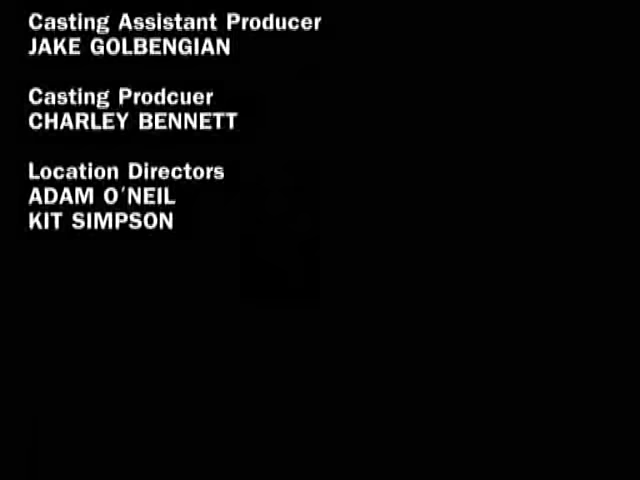 Casting Assistant Producer
JAKE GOLBENGIAN
Casting Prodcuer
CHARLEY BENNETT
Location Directors
ADAM O'NEIL
KIT SIMPSON